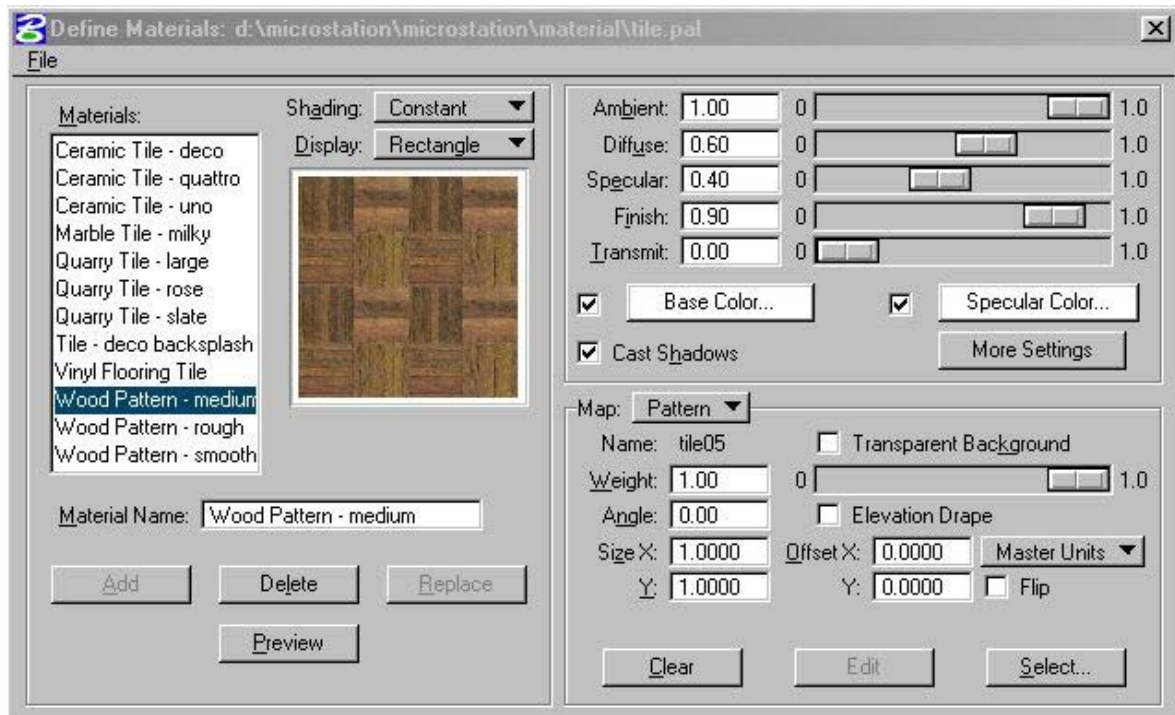 Define Materials: d:\microstation\microstation\material\tile.pal
File
Materials:
Ceramic Tile - deco
Ceramic Tile - quattro
Ceramic Tile - uno
Marble Tile - milky
Quarry Tile - large
Quarry Tile - rose
Quarry Tile - slate
Tile - deco backsplash
Vinyl Flooring Tile
Wood Pattern - medium
Wood Pattern - rough
Wood Pattern - smooth
Shading: Constant
Display: Rectangle
Material Name: Wood Pattern - medium
Add Delete Replace
Preview
Ambient: 1.00 0 1.0
Diffuse: 0.60 0 1.0
Specular: 0.40 0 1.0
Finish: 0.90 0 1.0
Transmit: 0.00 0 1.0
Base Color... Specular Color...
Cast Shadows More Settings
Map: Pattern
Name: tile05 Transparent Background
Weight: 1.00 0 1.0
Angle: 0.00 Elevation Drape
Size X: 1.0000 Offset X: 0.0000 Master Units
Y: 1.0000 Y: 0.0000 Flip
Clear Edit Select...